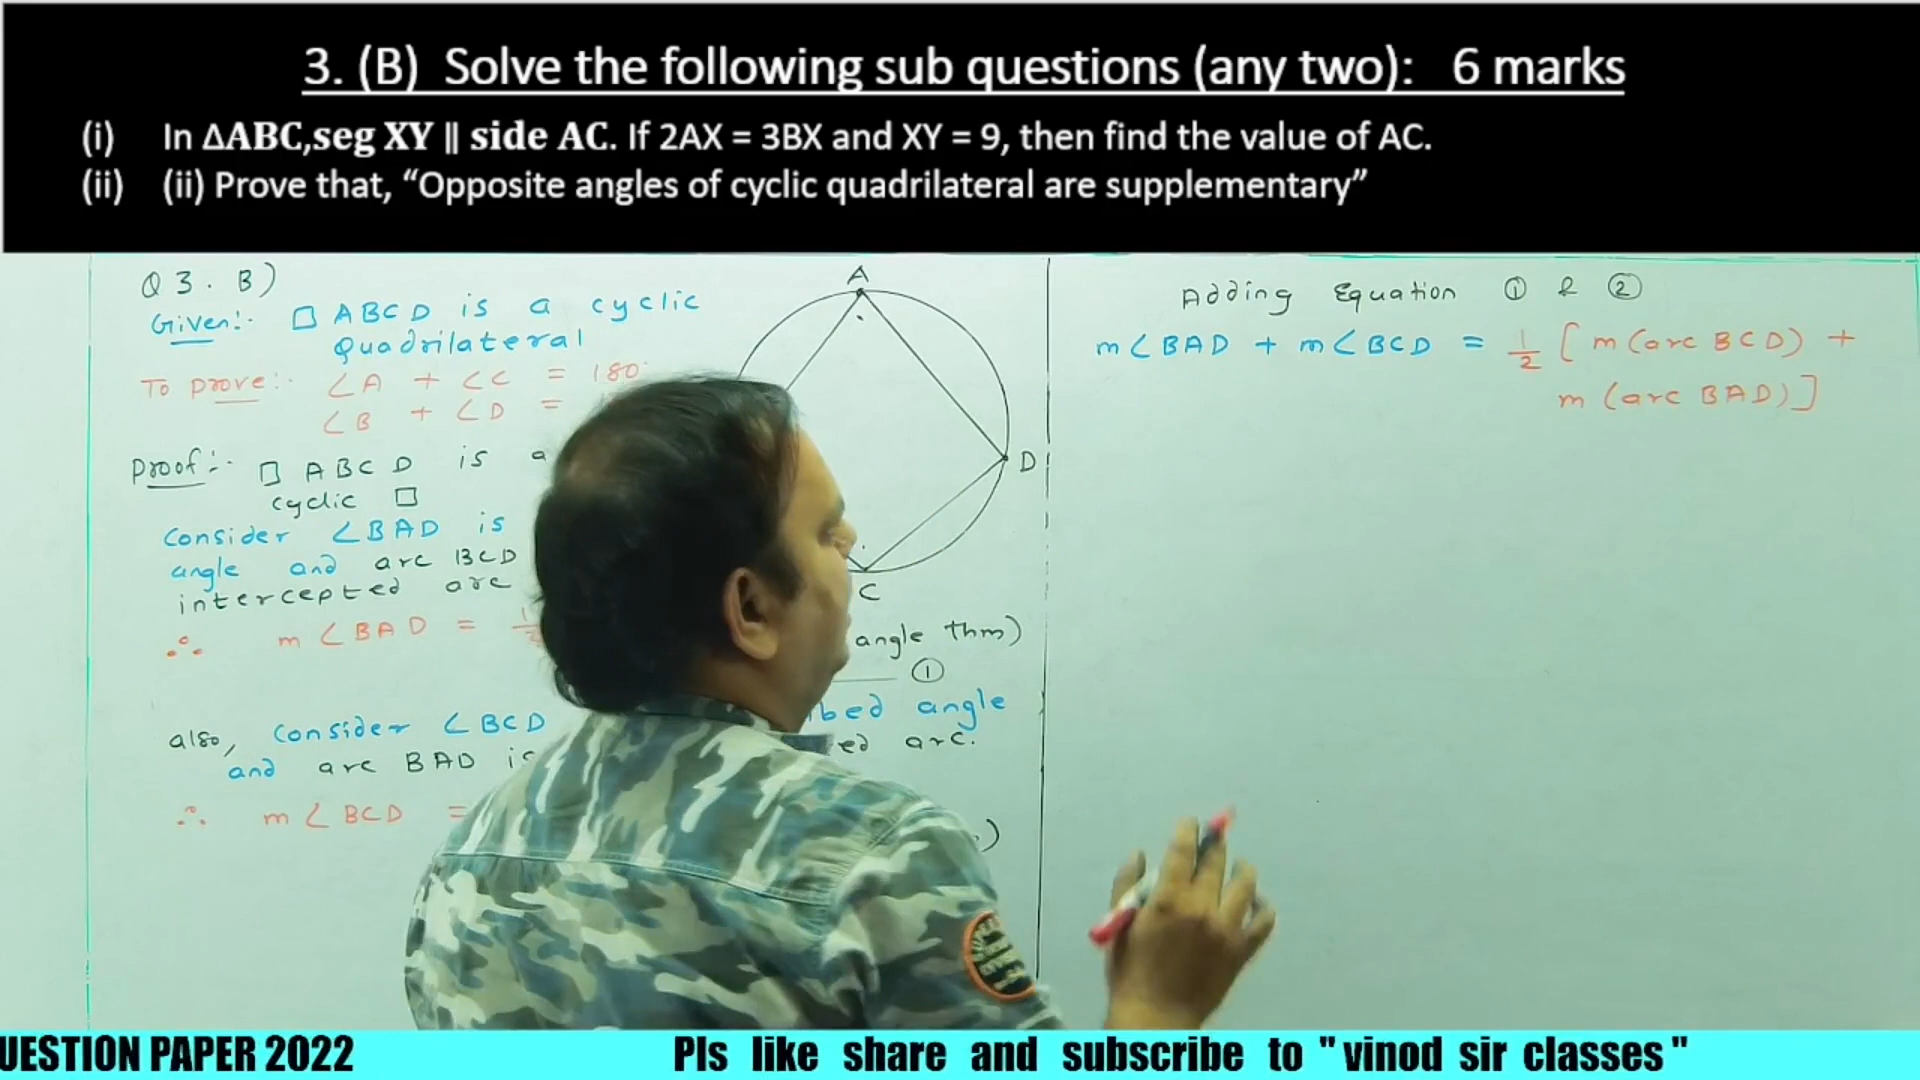 3. (B) Solve the following sub questions (any two): 6 marks
(i) In ΔABC,seg XY ∥ side AC. If 2AX = 3BX and XY = 9, then find the value of AC.
(ii) (ii) Prove that, “Opposite angles of cyclic quadrilateral are supplementary”
Q 3. B)
Given:- □ ABCD is a cyclic
Quadrilateral
To prove:- ∠A + ∠C = 180°
∠B + ∠D =
Proof:- □ ABCD is a
cyclic □
Consider ∠BAD is
angle and arc BCD
intercepted arc
∴ m∠BAD = 1/2
angle thm)
①
also, Consider ∠BCD angle
and arc BAD is arc.
∴ m∠BCD =
)
A
D
C
Adding Equation ① & ②
m∠BAD + m∠BCD = 1/2 [m(arc BCD) +
m(arc BAD)]
UESTION PAPER 2022 Pls like share and subscribe to "vinod sir classes"